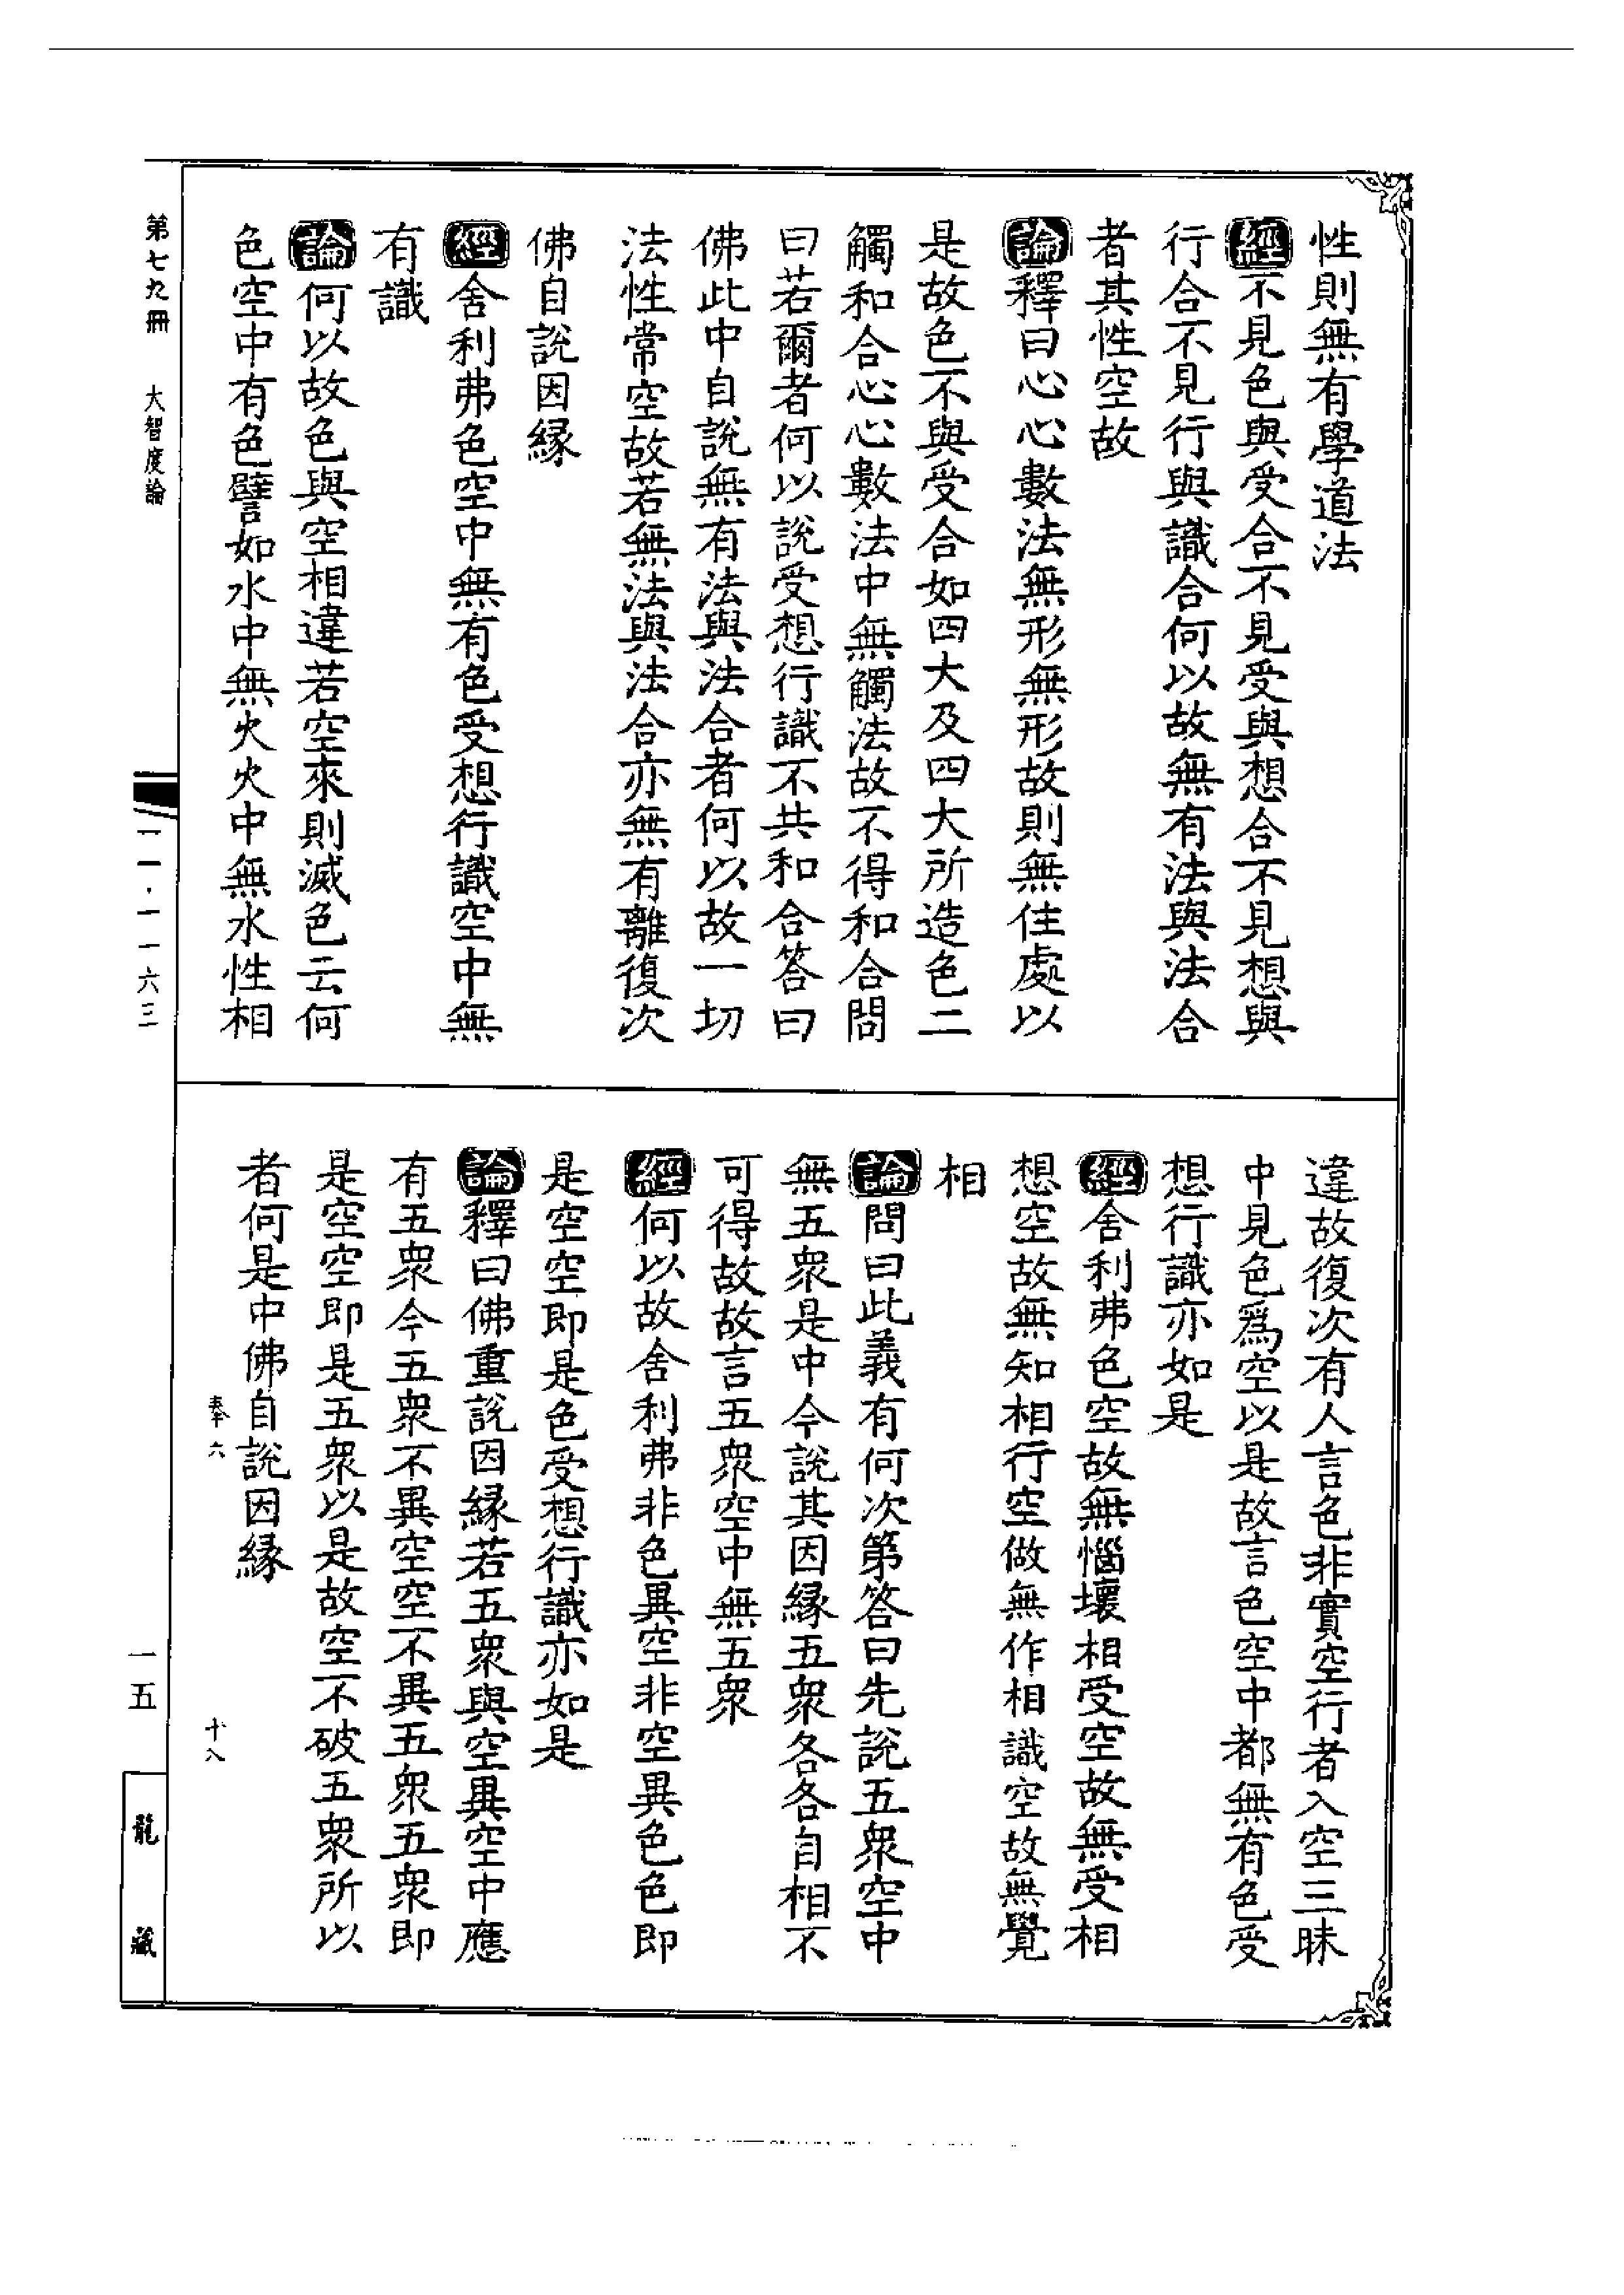 性則無有學道法
經不見色與受合不見受與想合不見想與
行合不見行與識合何以故無有法與法合
者其性空故
論釋曰心心數法無形無形故則無住處以
是故色不與受合如四大及四大所造色二
觸和合心心數法中無觸法故不得和合問
曰若爾者何以說受想行識不共和合答曰
佛此中自說無有法與法合者何以故一切
法性常空故若無法與法合亦無有離復次
佛自說因緣
經舍利弗色空中無有色受想行識空中無
有識
論何以故色與空相違若空來則滅色云何
色空中有色譬如水中無火火中無水性相
違故復次有人言色非實空行者入空三昧
中見色爲空以是故言色空中都無有色受
想行識亦如是
經舍利弗色空故無惱壞相受空故無受相
想空故無知相行空故無作相識空故無覺
相
論問曰此義有何次第答曰先說五衆空中
無五衆是中今說其因緣五衆各各自相不
可得故故言五衆空中無五衆
經何以故舍利弗非色異空非空異色色即
是空空即是色受想行識亦如是
論釋曰佛重說因緣若五衆與空異空中應
有五衆今五衆不異空空不異五衆五衆即
是空空即是五衆以是故空不破五衆所以
者何是中佛自說因緣
奉六 十八
第七九冊 大智度論
一一·一一六三
一五
龍藏